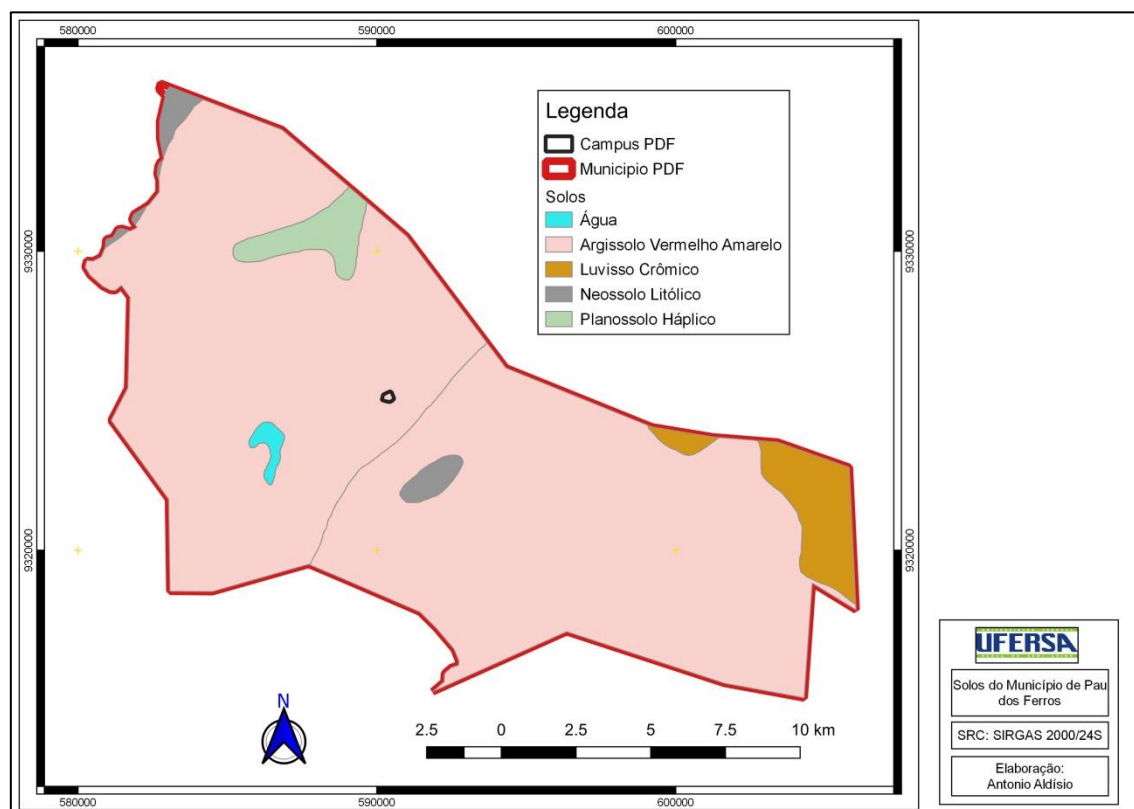 580000
590000
600000
9330000
9330000
Legenda
Campus PDF
Municipio PDF
Solos
Água
Argissolo Vermelho Amarelo
Luvisso Crômico
Neossolo Litólico
Planossolo Háplico
9320000
9320000
N
2.5 0 2.5 5 7.5 10 km
580000
590000
600000
UFERSA
Solos do Município de Pau
dos Ferros
SRC: SIRGAS 2000/24S
Elaboração:
Antonio Aldísio